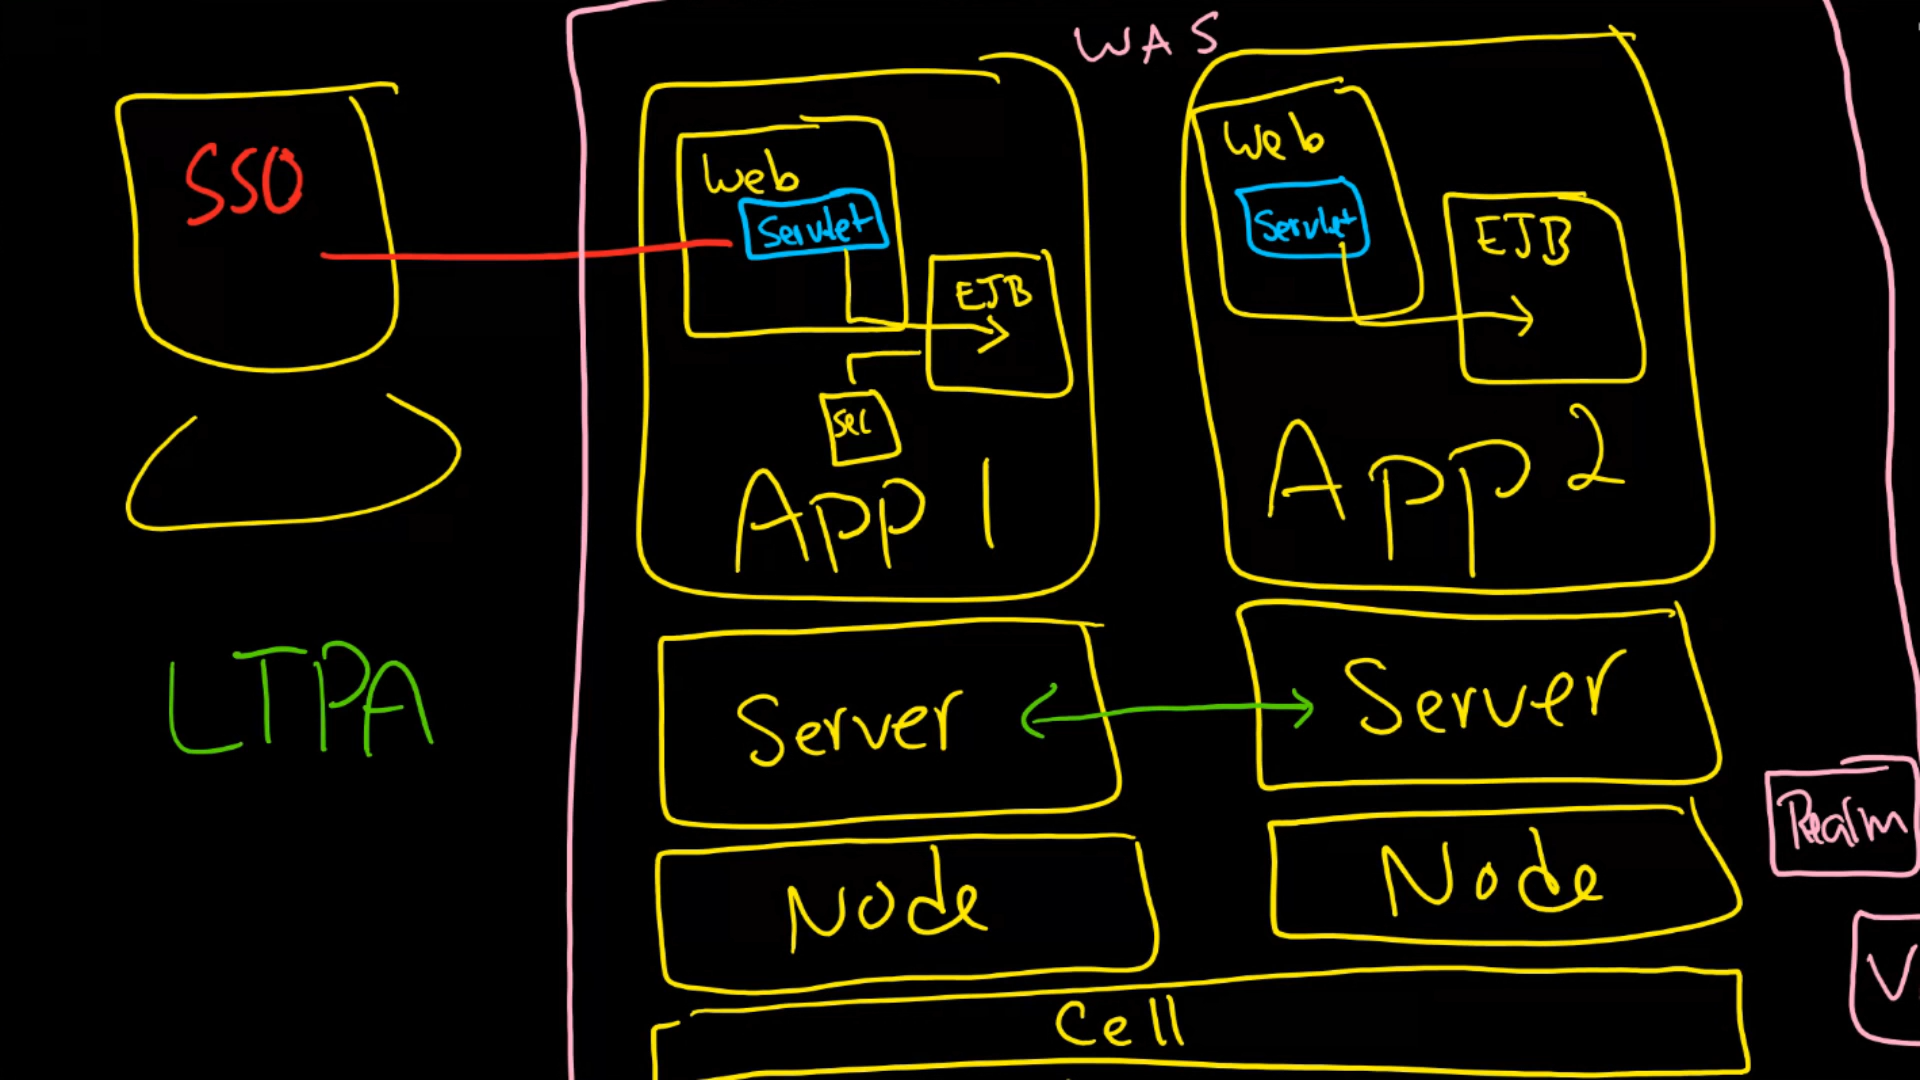 WAS
SSO
Web
Servlet
EJB
Sec
App 1
Web
Servlet
EJB
App 2
LTPA
Server
Server
Realm
Node
Node
V
Cell